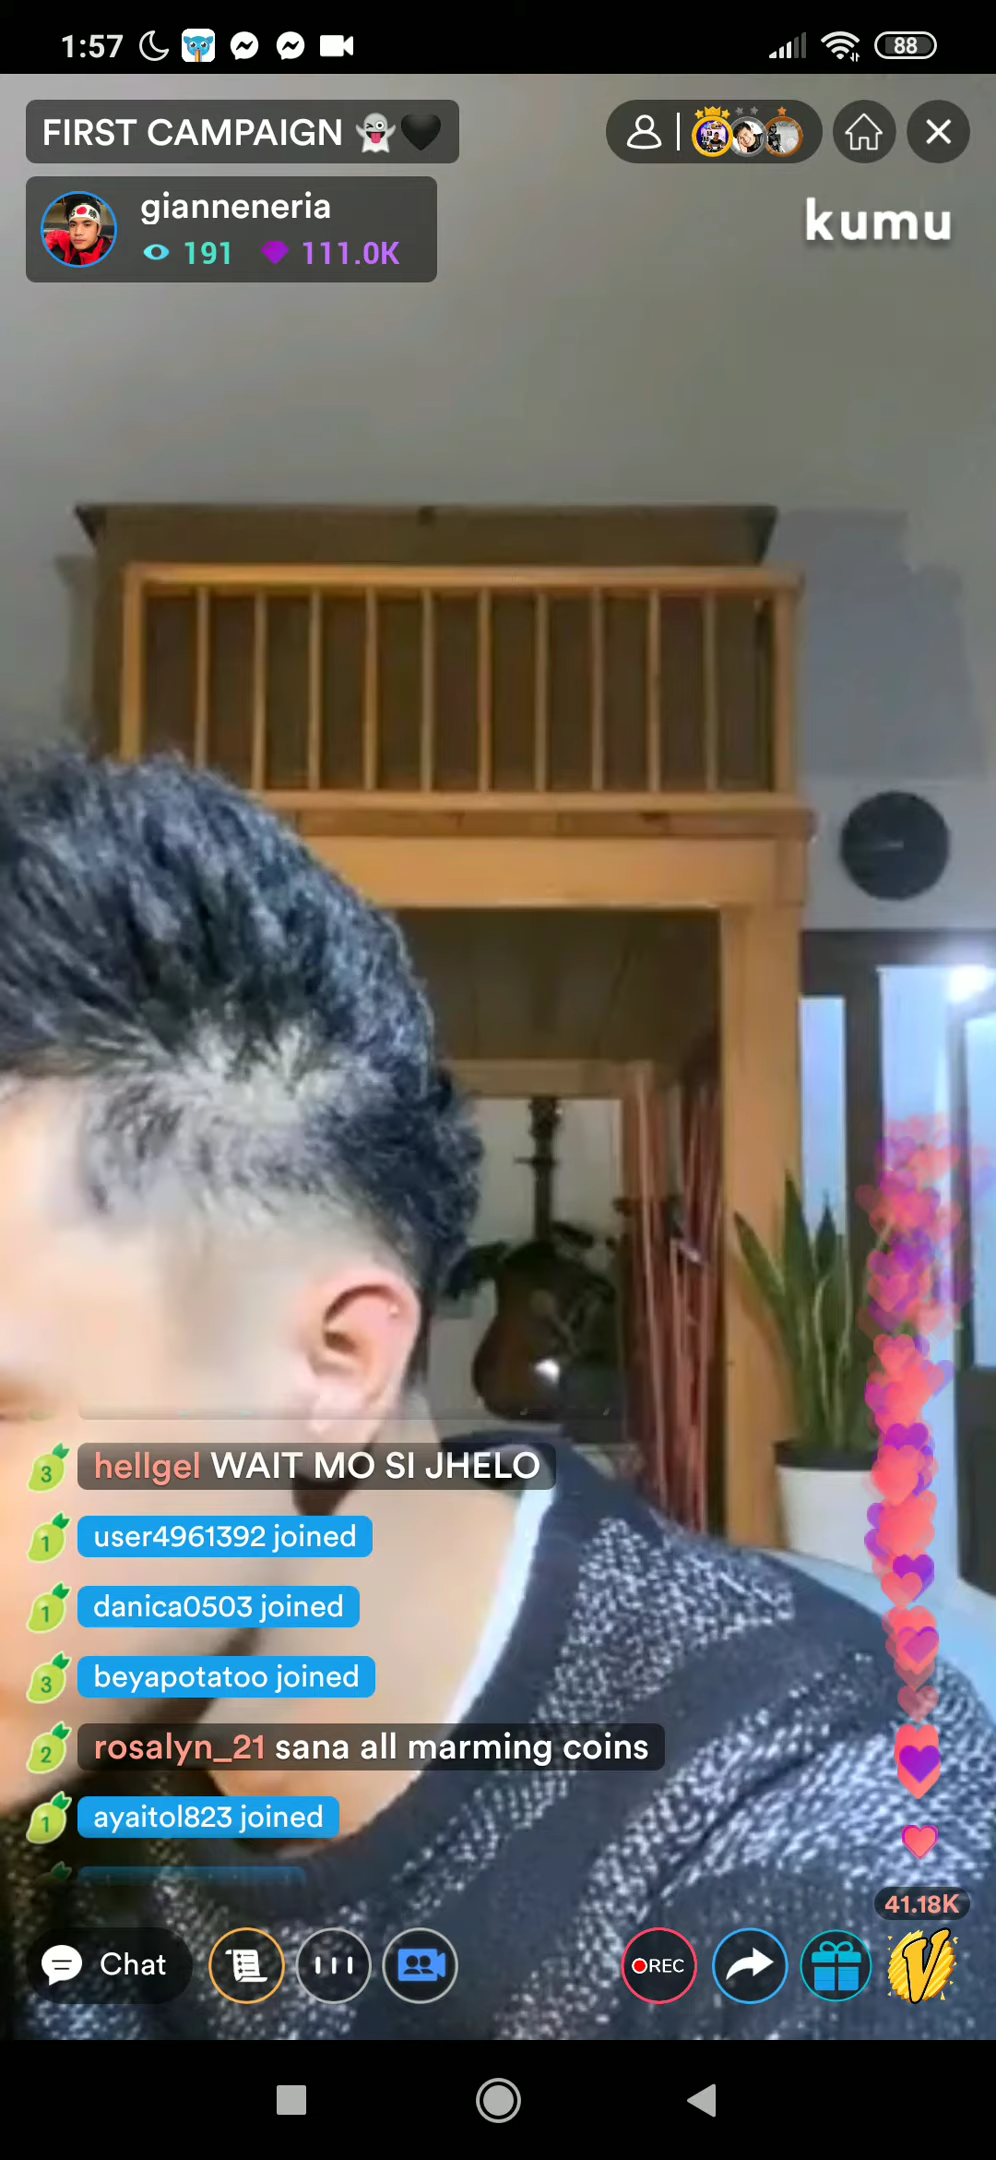 1:57
88
FIRST CAMPAIGN 👻🖤
gianneneria
191 111.0K
kumu
hellgel WAIT MO SI JHELO
3
user4961392 joined
1
danica0503 joined
1
beyapotatoo joined
3
rosalyn_21 sana all marming coins
2
ayaitol823 joined
1
41.18K
Chat
REC
V